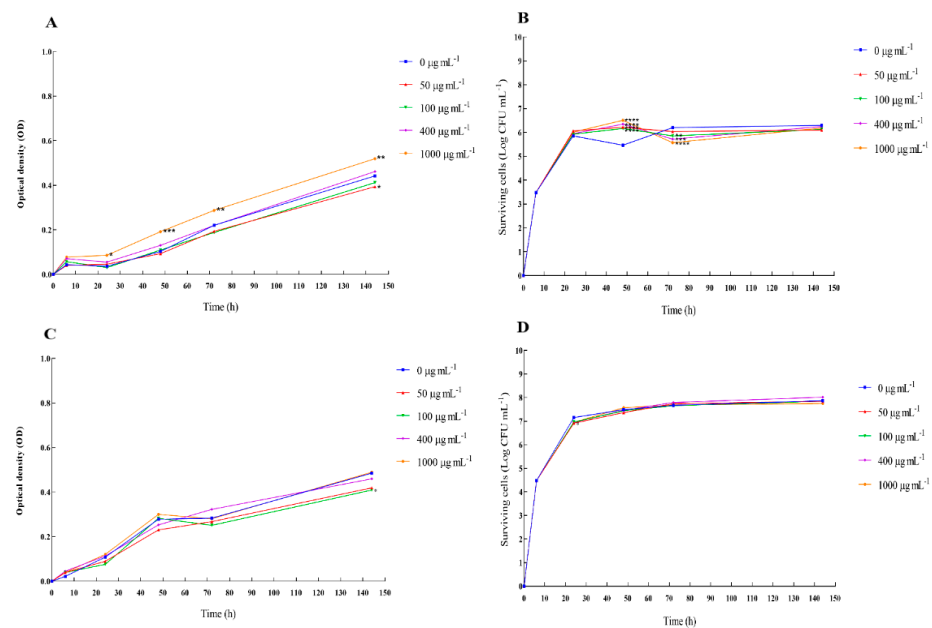 A
1.0
0.8
0.6
0.4
0.2
0.0
Optical density (OD)
0 10 20 30 40 50 60 70 80 90 100 110 120 130 140 150
Time (h)
*
***
**
**
*
0 µg mL-1
50 µg mL-1
100 µg mL-1
400 µg mL-1
1000 µg mL-1
B
10
9
8
7
6
5
4
3
2
1
0
Surviving cells (Log CFU mL-1)
0 10 20 30 40 50 60 70 80 90 100 110 120 130 140 150
Time (h)
****
****
****
**
***
****
0 µg mL-1
50 µg mL-1
100 µg mL-1
400 µg mL-1
1000 µg mL-1
C
1.0
0.8
0.6
0.4
0.2
0.0
Optical density (OD)
0 10 20 30 40 50 60 70 80 90 100 110 120 130 140 150
Time (h)
*
0 µg mL-1
50 µg mL-1
100 µg mL-1
400 µg mL-1
1000 µg mL-1
D
10
9
8
7
6
5
4
3
2
1
0
Surviving cells (Log CFU mL-1)
0 10 20 30 40 50 60 70 80 90 100 110 120 130 140 150
Time (h)
0 µg mL-1
50 µg mL-1
100 µg mL-1
400 µg mL-1
1000 µg mL-1